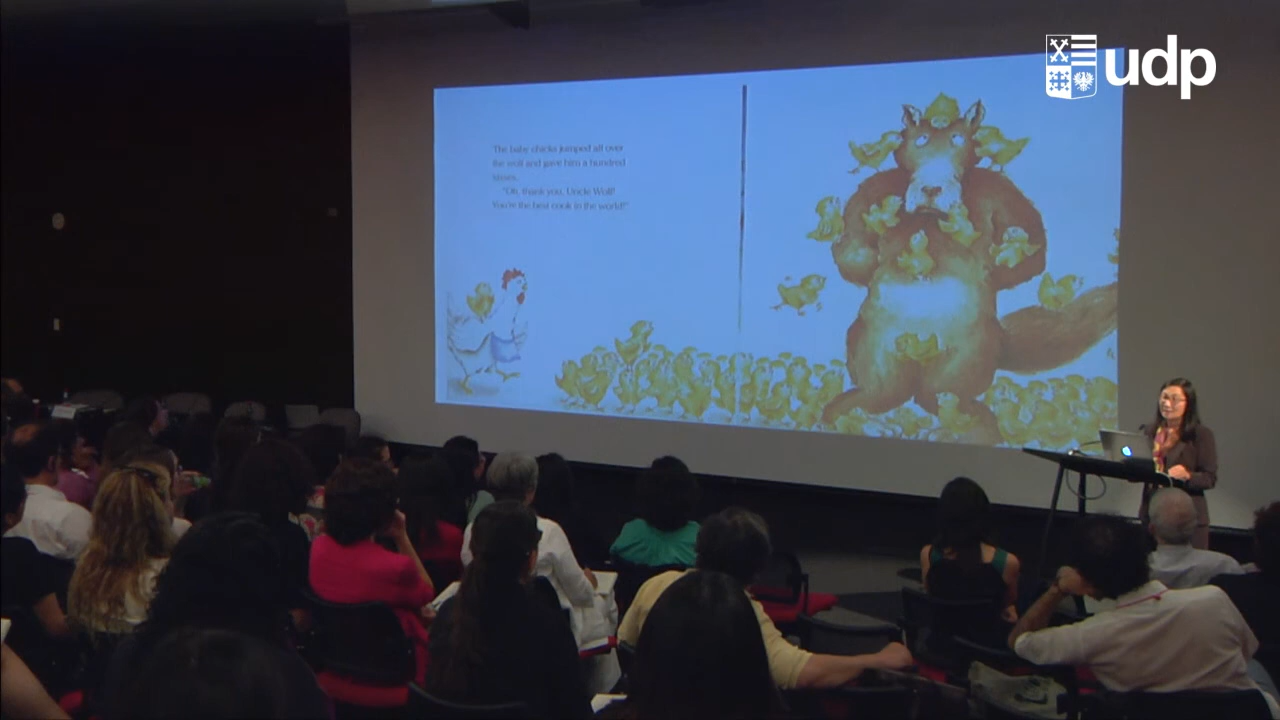 The baby chicks jumped all over
the wolf and gave him a hundred
kisses.
"Oh, thank you, Uncle Wolf!
You're the best cook in the world!"
udp